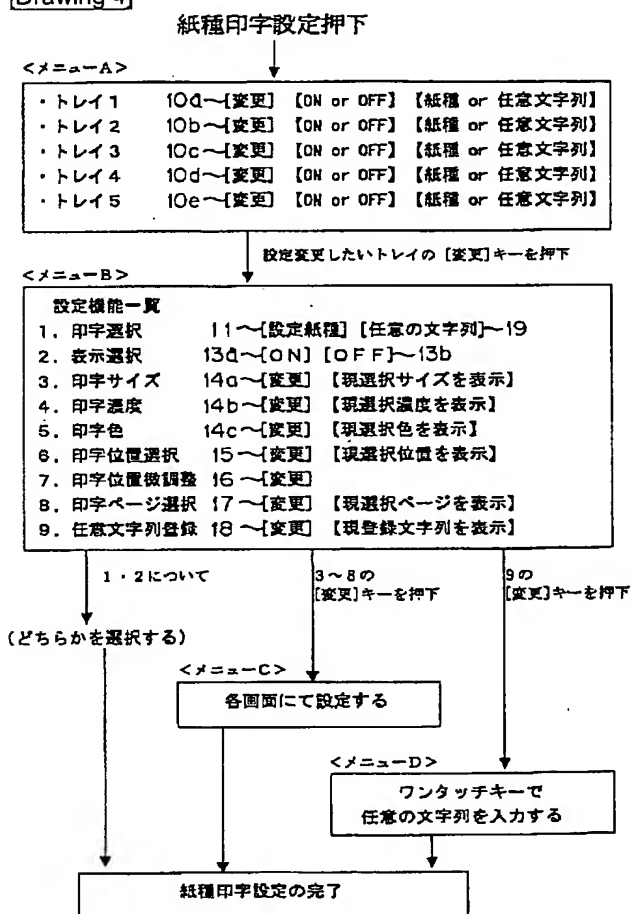 [Drawing 4]
紙種印字設定押下
<メニューA>
・トレイ1 10a〜[変更] 【ON or OFF】 【紙種 or 任意文字列】
・トレイ2 10b〜[変更] 【ON or OFF】 【紙種 or 任意文字列】
・トレイ3 10c〜[変更] 【ON or OFF】 【紙種 or 任意文字列】
・トレイ4 10d〜[変更] 【ON or OFF】 【紙種 or 任意文字列】
・トレイ5 10e〜[変更] 【ON or OFF】 【紙種 or 任意文字列】
設定変更したいトレイの [変更]キーを押下
<メニューB>
設定機能一覧
1. 印字選択 11〜[設定紙種] [任意の文字列]〜19
2. 表示選択 13a〜[ON] [OFF]〜13b
3. 印字サイズ 14a〜[変更] 【現選択サイズを表示】
4. 印字濃度 14b〜[変更] 【現選択濃度を表示】
5. 印字色 14c〜[変更] 【現選択色を表示】
6. 印字位置選択 15〜[変更] 【現選択位置を表示】
7. 印字位置微調整 16〜[変更]
8. 印字ページ選択 17〜[変更] 【現選択ページを表示】
9. 任意文字列登録 18〜[変更] 【現登録文字列を表示】
1・2について
3〜8の
[変更]キーを押下
9の
[変更]キーを押下
(どちらかを選択する)
<メニューC>
各画面にて設定する
<メニューD>
ワンタッチキーで
任意の文字列を入力する
紙種印字設定の完了